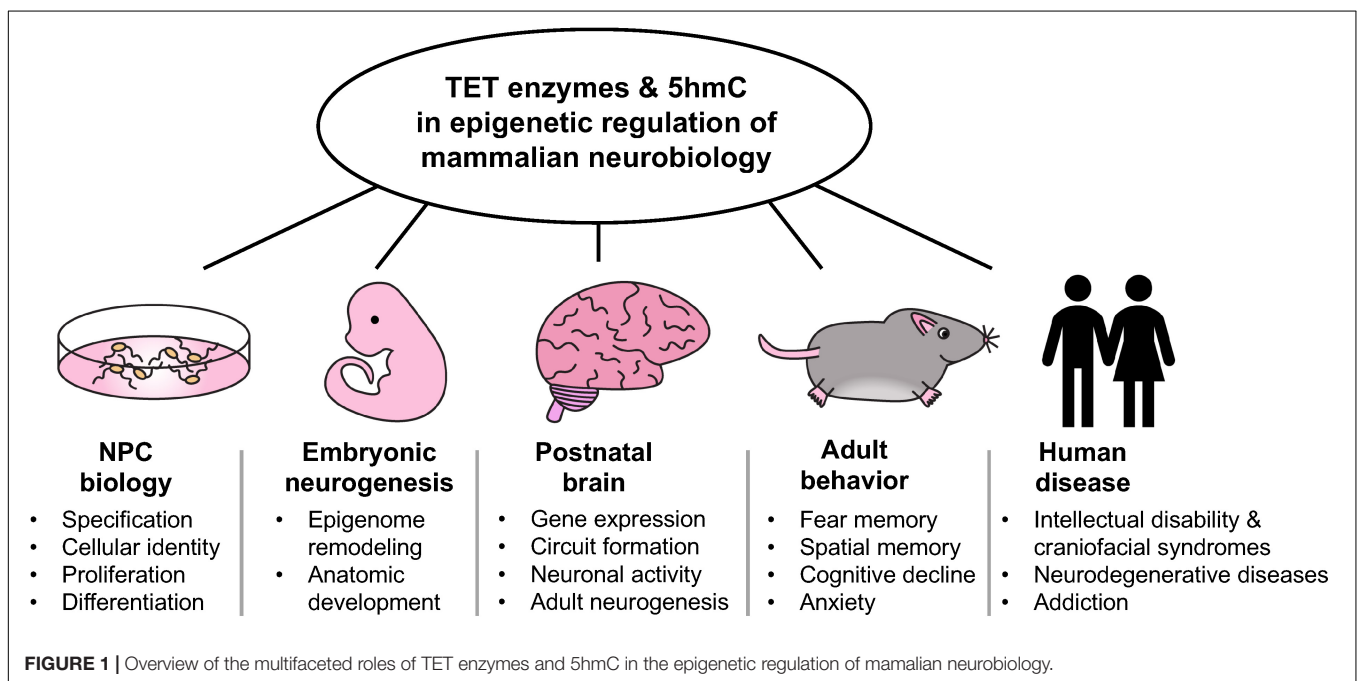 TET enzymes & 5hmC
in epigenetic regulation of
mammalian neurobiology
NPC
biology
• Specification
• Cellular identity
• Proliferation
• Differentiation
Embryonic
neurogenesis
• Epigenome
remodeling
• Anatomic
development
Postnatal
brain
• Gene expression
• Circuit formation
• Neuronal activity
• Adult neurogenesis
Adult
behavior
• Fear memory
• Spatial memory
• Cognitive decline
• Anxiety
Human
disease
• Intellectual disability &
craniofacial syndromes
• Neurodegenerative diseases
• Addiction
FIGURE 1 | Overview of the multifaceted roles of TET enzymes and 5hmC in the epigenetic regulation of mamalian neurobiology.